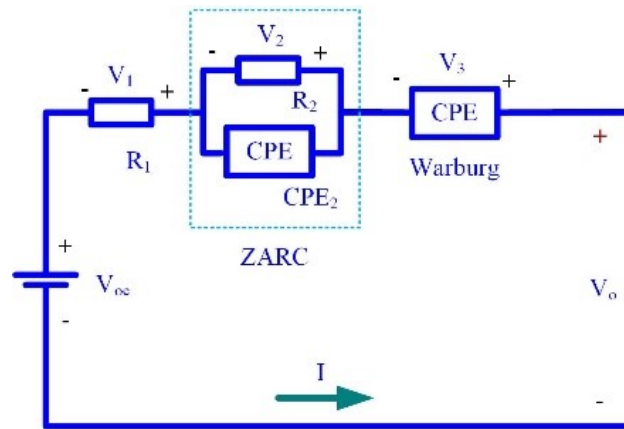 V₂
- +
V₁
- +
R₂
V₃
- +
CPE
R₁
CPE
CPE₂
Warburg
+
ZARC
+
Vₒc
-
Vₒ
I
-